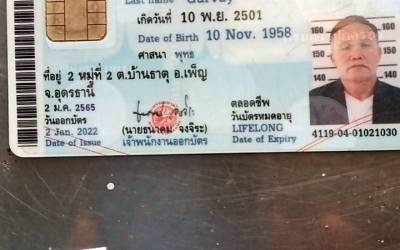 Last name
เกิดวันที่ 10 พ.ย. 2501
Date of Birth 10 Nov. 1958
ศาสนา พุทธ
ที่อยู่ 2 หมู่ที่ 2 ต.บ้านธาตุ อ.เพ็ญ
จ.อุดรธานี
2 ม.ค. 2565
วันออกบัตร
2 Jan. 2022
Date of Issue
(นายธนาคม จงจิระ)
เจ้าพนักงานออกบัตร
ตลอดชีพ
วันบัตรหมดอายุ
LIFELONG
Date of Expiry
160
150
140
160
150
140
4119-04-01021030